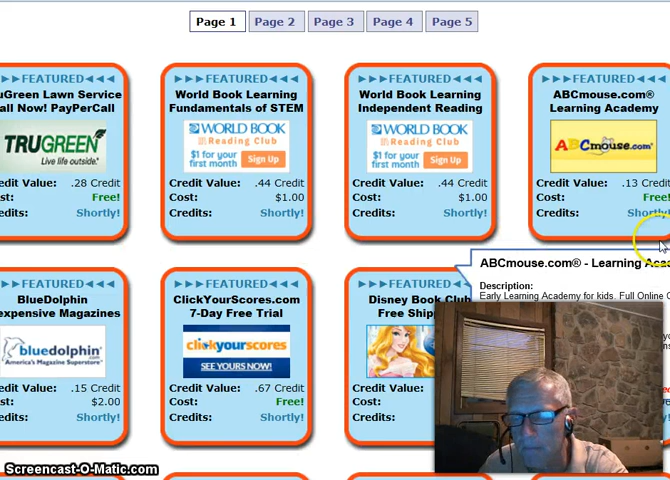 Page 1 Page 2 Page 3 Page 4 Page 5
►►►FEATURED◄◄◄
uGreen Lawn Service
all Now! PayPerCall
TRUGREEN
Live life outside.
redit Value: .28 Credit
ost: Free!
redits: Shortly!
►►►FEATURED◄◄◄
World Book Learning
Fundamentals of STEM
WORLD BOOK
Reading Club
$1 for your
first month
Sign Up
Credit Value: .44 Credit
Cost: $1.00
Credits: Shortly!
►►►FEATURED◄◄◄
World Book Learning
Independent Reading
WORLD BOOK
Reading Club
$1 for your
first month
Sign Up
Credit Value: .44 Credit
Cost: $1.00
Credits: Shortly!
►►►FEATURED◄◄◄
ABCmouse.com®
Learning Academy
ABCmouse.com
Credit Value: .13 Credit
Cost: Free!
Credits: Shortly!
ABCmouse.com® - Learning Aca
Description:
Early Learning Academy for kids. Full Online C
►►►FEATURED◄◄◄
BlueDolphin
expensive Magazines
bluedolphin
America's Magazine Superstore
redit Value: .15 Credit
ost: $2.00
redits: Shortly!
►►►FEATURED◄◄◄
ClickYourScores.com
7-Day Free Trial
clickyourscores
SEE YOURS NOW!
Credit Value: .67 Credit
Cost: Free!
Credits: Shortly!
►►►FEATURED
Disney Book Club
Free Shipp
Credit Value:
Cost:
Credits:
Screencast-O-Matic.com